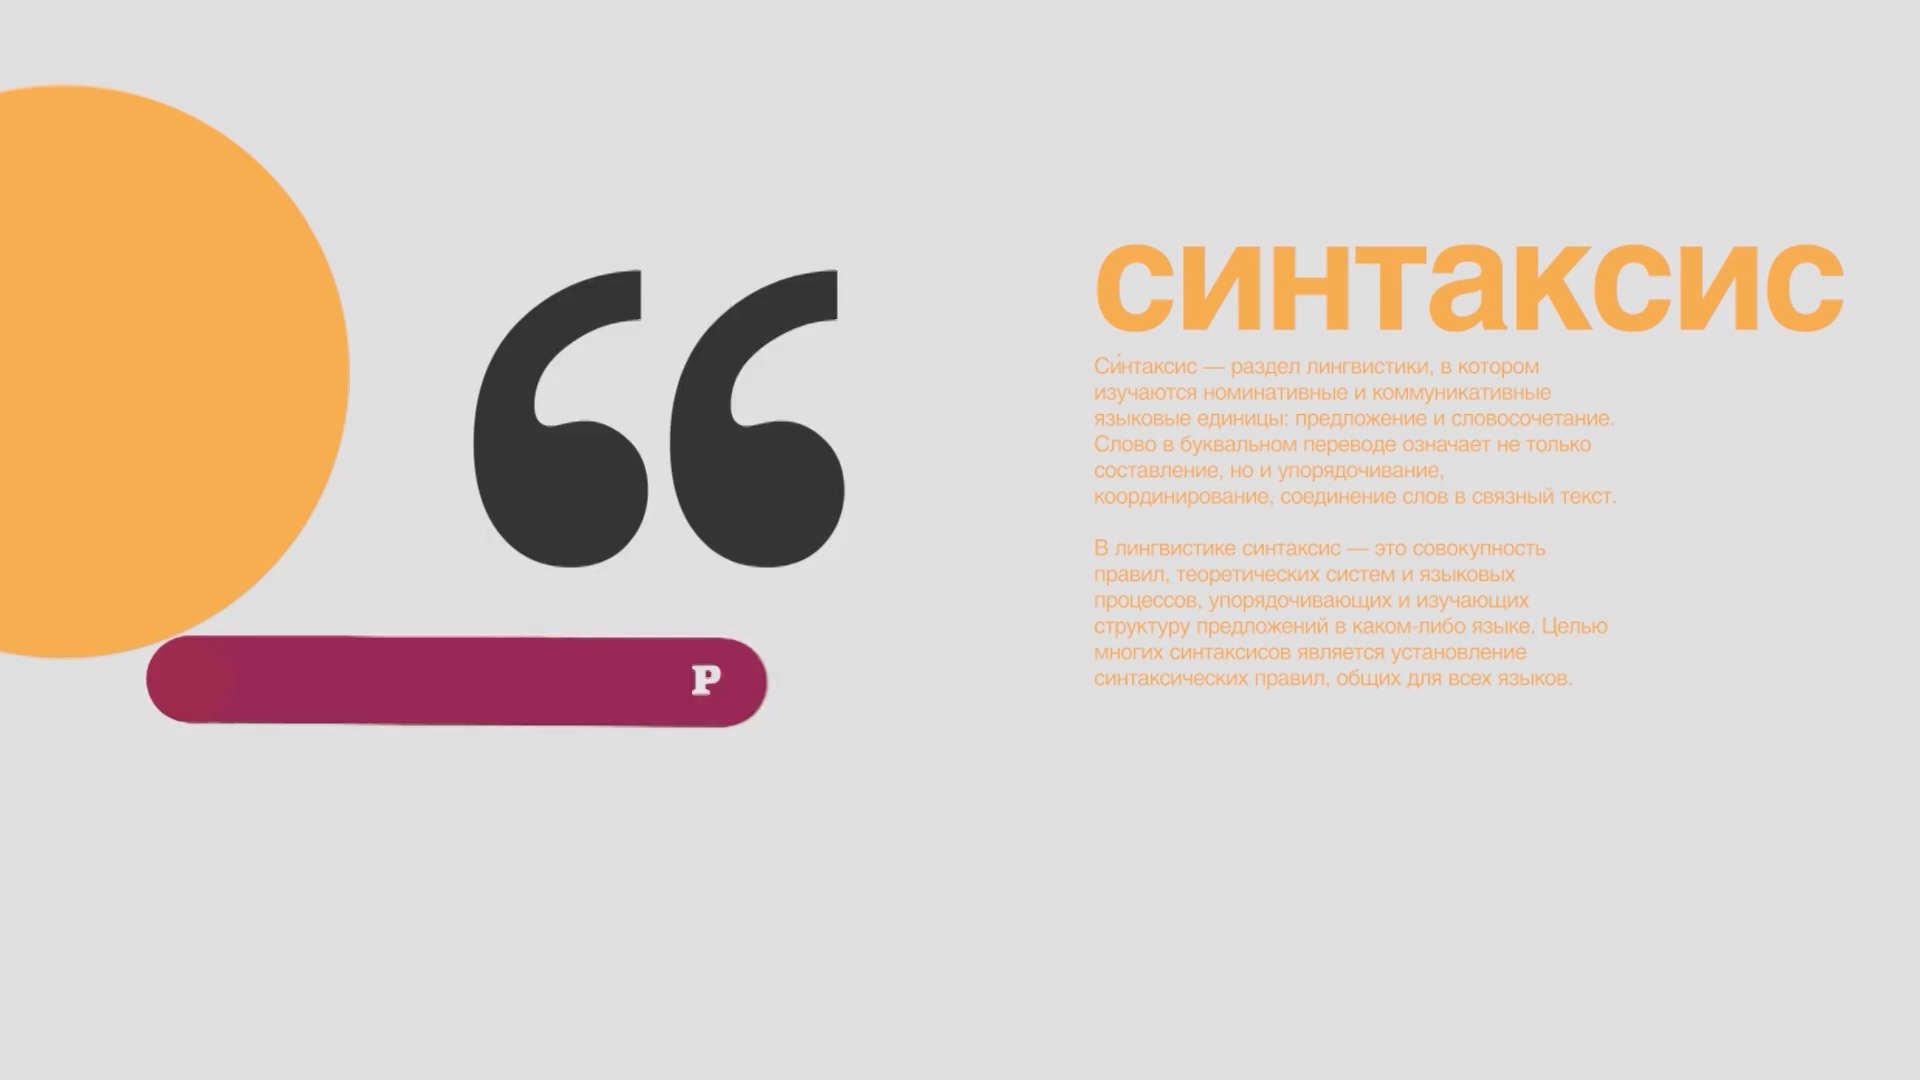 “
P
синтаксис
Си́нтаксис — раздел лингвистики, в котором
изучаются номинативные и коммуникативные
языковые единицы: предложение и словосочетание.
Слово в буквальном переводе означает не только
составление, но и упорядочивание,
координирование, соединение слов в связный текст.
В лингвистике синтаксис — это совокупность
правил, теоретических систем и языковых
процессов, упорядочивающих и изучающих
структуру предложений в каком-либо языке. Целью
многих синтаксисов является установление
синтаксических правил, общих для всех языков.